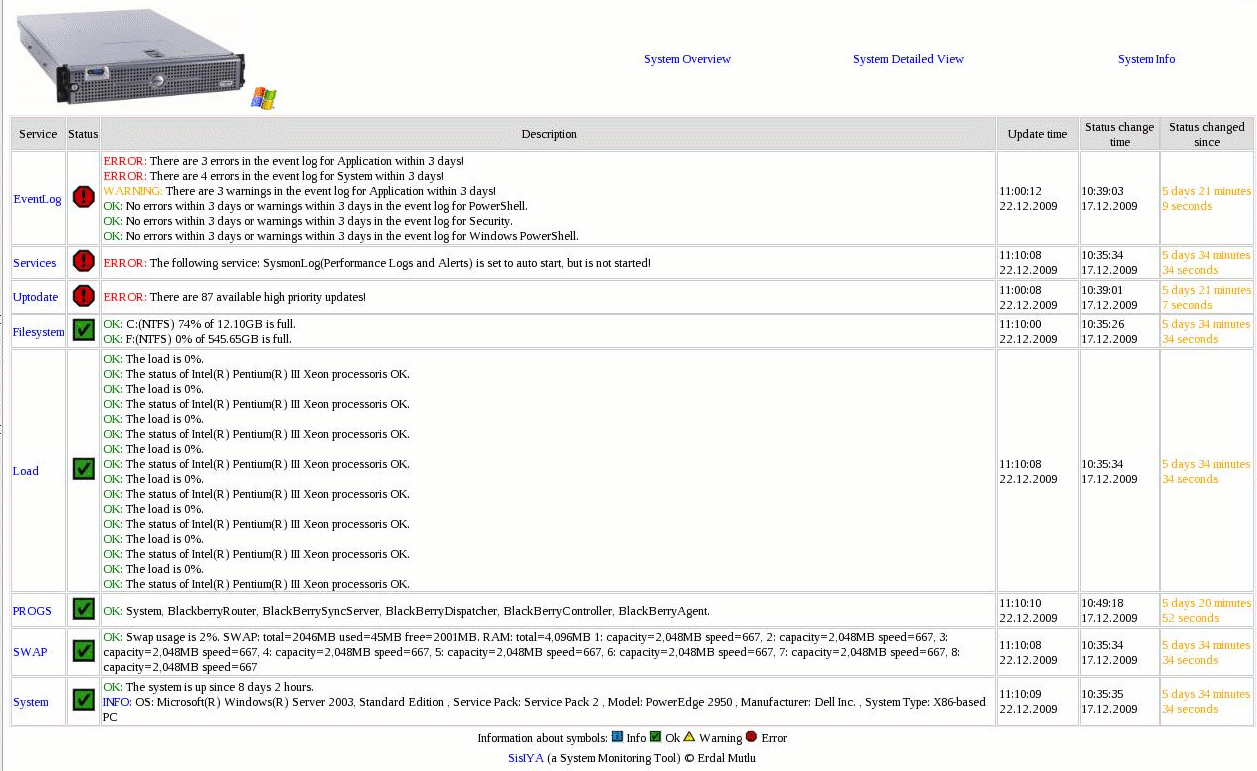 System Overview
System Detailed View
System Info
Service
Status
Description
Update time
Status change
time
Status changed
since
EventLog
ERROR: There are 3 errors in the event log for Application within 3 days!
ERROR: There are 4 errors in the event log for System within 3 days!
WARNING: There are 3 warnings in the event log for Application within 3 days!
OK: No errors within 3 days or warnings within 3 days in the event log for PowerShell.
OK: No errors within 3 days or warnings within 3 days in the event log for Security.
OK: No errors within 3 days or warnings within 3 days in the event log for Windows PowerShell.
11:00:12
22.12.2009
10:39:03
17.12.2009
5 days 21 minutes
9 seconds
Services
ERROR: The following service: SysmonLog(Performance Logs and Alerts) is set to auto start, but is not started!
11:10:08
22.12.2009
10:35:34
17.12.2009
5 days 34 minutes
34 seconds
Uptodate
ERROR: There are 87 available high priority updates!
11:00:08
22.12.2009
10:39:01
17.12.2009
5 days 21 minutes
7 seconds
Filesystem
OK: C:(NTFS) 74% of 12.10GB is full.
OK: F:(NTFS) 0% of 545.65GB is full.
11:10:00
22.12.2009
10:35:26
17.12.2009
5 days 34 minutes
34 seconds
Load
OK: The load is 0%.
OK: The status of Intel(R) Pentium(R) III Xeon processoris OK.
OK: The load is 0%.
OK: The status of Intel(R) Pentium(R) III Xeon processoris OK.
OK: The load is 0%.
OK: The status of Intel(R) Pentium(R) III Xeon processoris OK.
OK: The load is 0%.
OK: The status of Intel(R) Pentium(R) III Xeon processoris OK.
OK: The load is 0%.
OK: The status of Intel(R) Pentium(R) III Xeon processoris OK.
OK: The load is 0%.
OK: The status of Intel(R) Pentium(R) III Xeon processoris OK.
OK: The load is 0%.
OK: The status of Intel(R) Pentium(R) III Xeon processoris OK.
OK: The load is 0%.
OK: The status of Intel(R) Pentium(R) III Xeon processoris OK.
11:10:08
22.12.2009
10:35:34
17.12.2009
5 days 34 minutes
34 seconds
PROGS
OK: System, BlackberryRouter, BlackBerrySyncServer, BlackBerryDispatcher, BlackBerryController, BlackBerryAgent.
11:10:10
22.12.2009
10:49:18
17.12.2009
5 days 20 minutes
52 seconds
SWAP
OK: Swap usage is 2%. SWAP: total=2046MB used=45MB free=2001MB. RAM: total=4,096MB 1: capacity=2,048MB speed=667, 2: capacity=2,048MB speed=667, 3:
capacity=2,048MB speed=667, 4: capacity=2,048MB speed=667, 5: capacity=2,048MB speed=667, 6: capacity=2,048MB speed=667, 7: capacity=2,048MB speed=667, 8:
capacity=2,048MB speed=667
11:10:08
22.12.2009
10:35:34
17.12.2009
5 days 34 minutes
34 seconds
System
OK: The system is up since 8 days 2 hours.
INFO: OS: Microsoft(R) Windows(R) Server 2003, Standard Edition , Service Pack: Service Pack 2 , Model: PowerEdge 2950 , Manufacturer: Dell Inc. , System Type: X86-based
PC
11:10:09
22.12.2009
10:35:35
17.12.2009
5 days 34 minutes
34 seconds
Information about symbols: Info Ok Warning Error
SisIYA (a System Monitoring Tool) © Erdal Mutlu